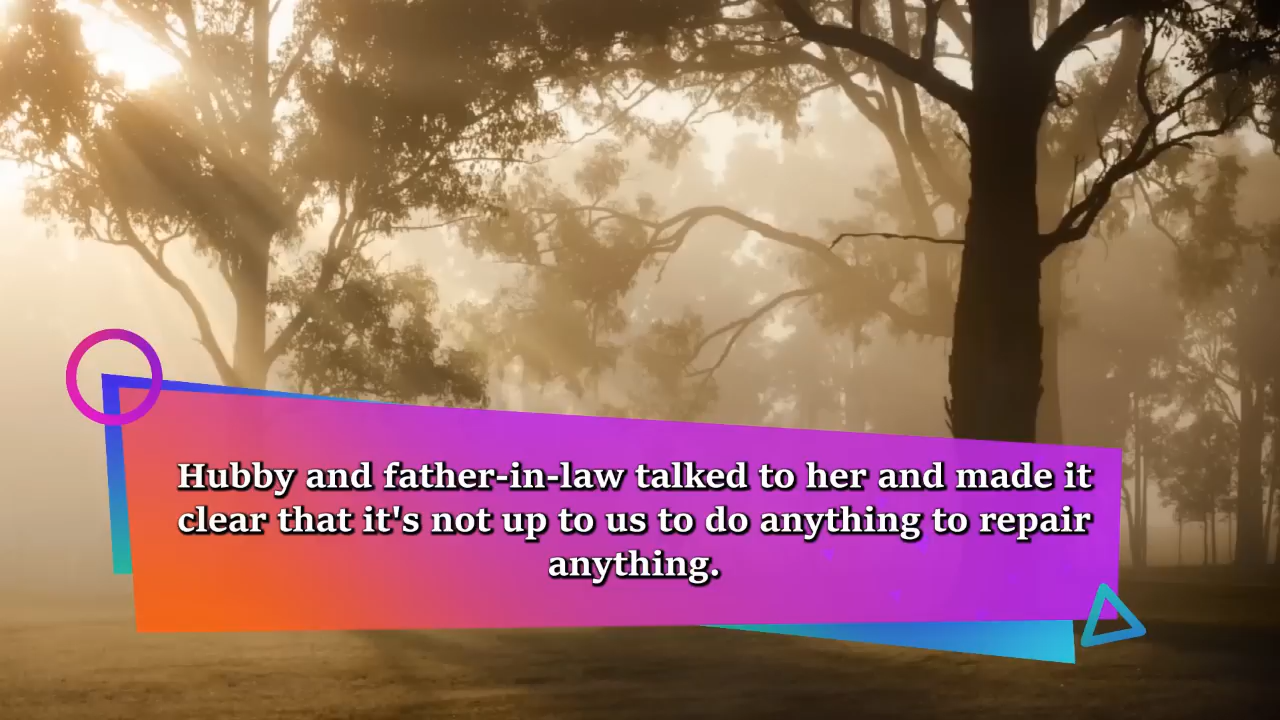 Hubby and father-in-law talked to her and made it
clear that it's not up to us to do anything to repair
anything.